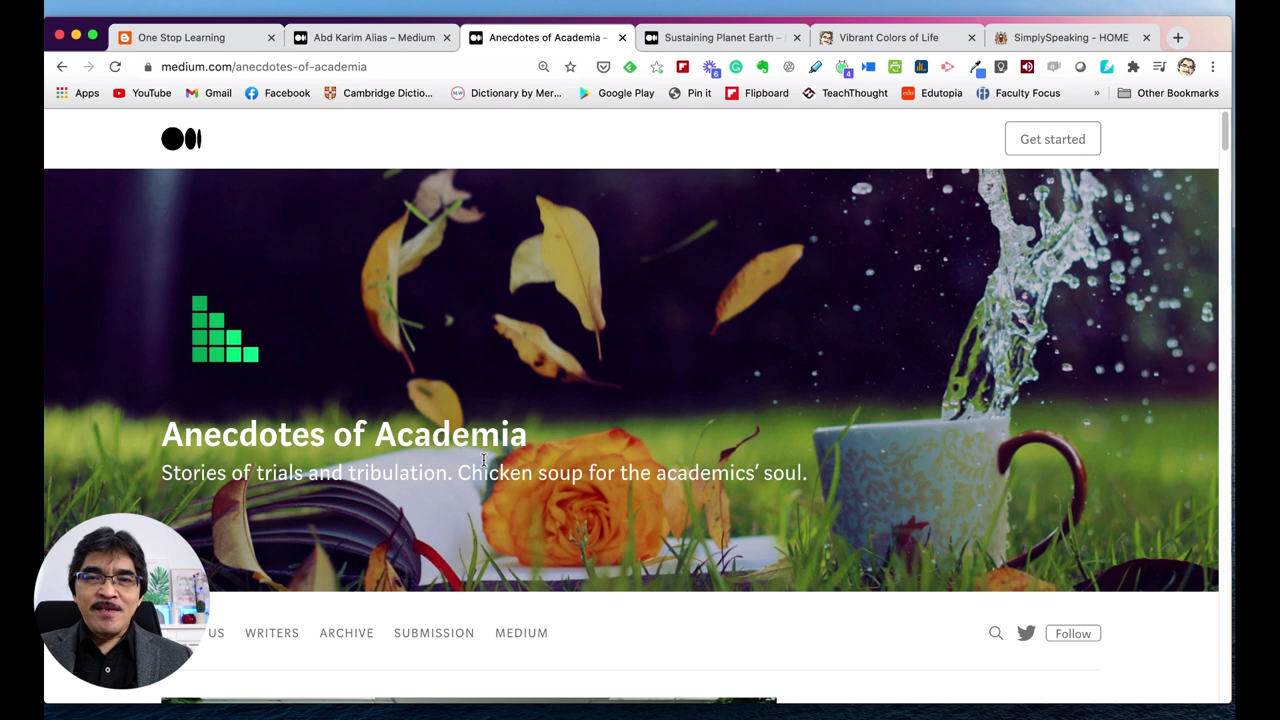 One Stop Learning
Abd Karim Alias – Medium
Anecdotes of Academia –
Sustaining Planet Earth –
Vibrant Colors of Life
SimplySpeaking - HOME
medium.com/anecdotes-of-academia
6
4
Apps
YouTube
Gmail
Facebook
Cambridge Dictio...
Dictionary by Mer...
Google Play
Pin it
Flipboard
TeachThought
Edutopia
Faculty Focus
»
Other Bookmarks
Get started
Anecdotes of Academia
Stories of trials and tribulation. Chicken soup for the academics’ soul.
US
WRITERS
ARCHIVE
SUBMISSION
MEDIUM
Follow